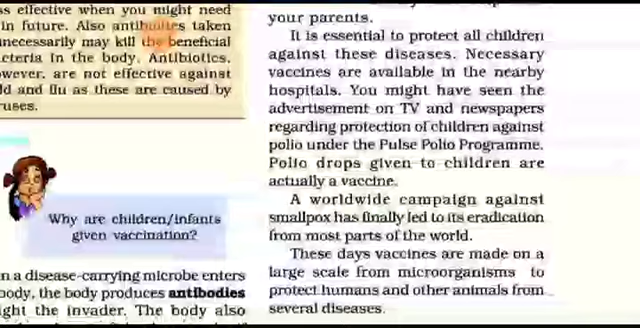 ss effective when you might need
in future. Also antibiotics taken
nnecessarily may kill the beneficial
cteria in the body. Antibiotics,
owever, are not effective against
ld and flu as these are caused by
ruses.
Why are children/infants
given vaccination?
n a disease-carrying microbe enters
body, the body produces antibodies
ight the invader. The body also
your parents.
It is essential to protect all children
against these diseases. Necessary
vaccines are available in the nearby
hospitals. You might have seen the
advertisement on TV and newspapers
regarding protection of children against
polio under the Pulse Polio Programme.
Polio drops given to children are
actually a vaccine.
A worldwide campaign against
smallpox has finally led to its eradication
from most parts of the world.
These days vaccines are made on a
large scale from microorganisms to
protect humans and other animals from
several diseases.